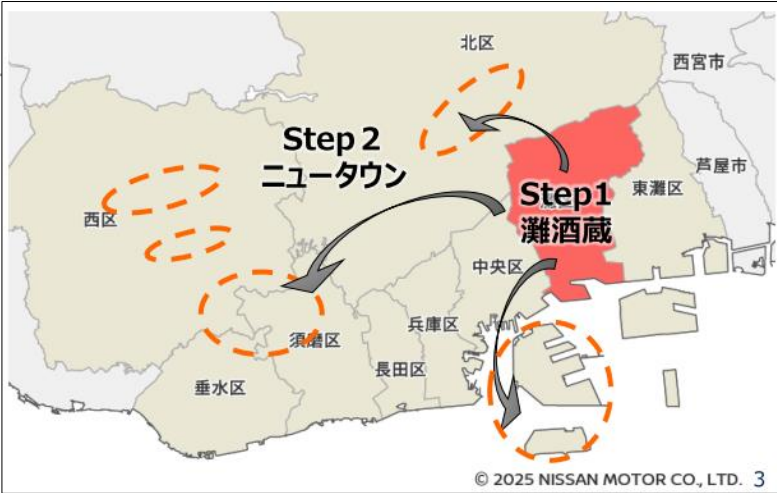 北区
西宮市
Step 2
ニュータウン
芦屋市
東灘区
Step1
灘酒蔵
西区
中央区
兵庫区
須磨区
長田区
垂水区
© 2025 NISSAN MOTOR CO., LTD. 3